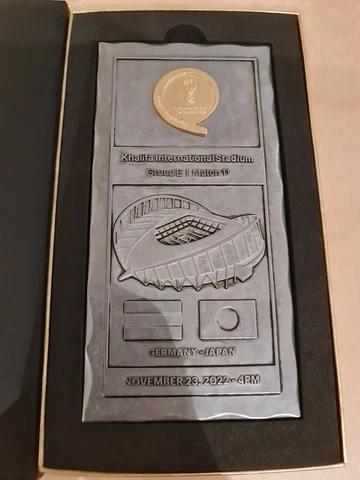 Khalifa International Stadium
Group E | Match 11
GERMANY - JAPAN
NOVEMBER 23, 2022 - 4PM